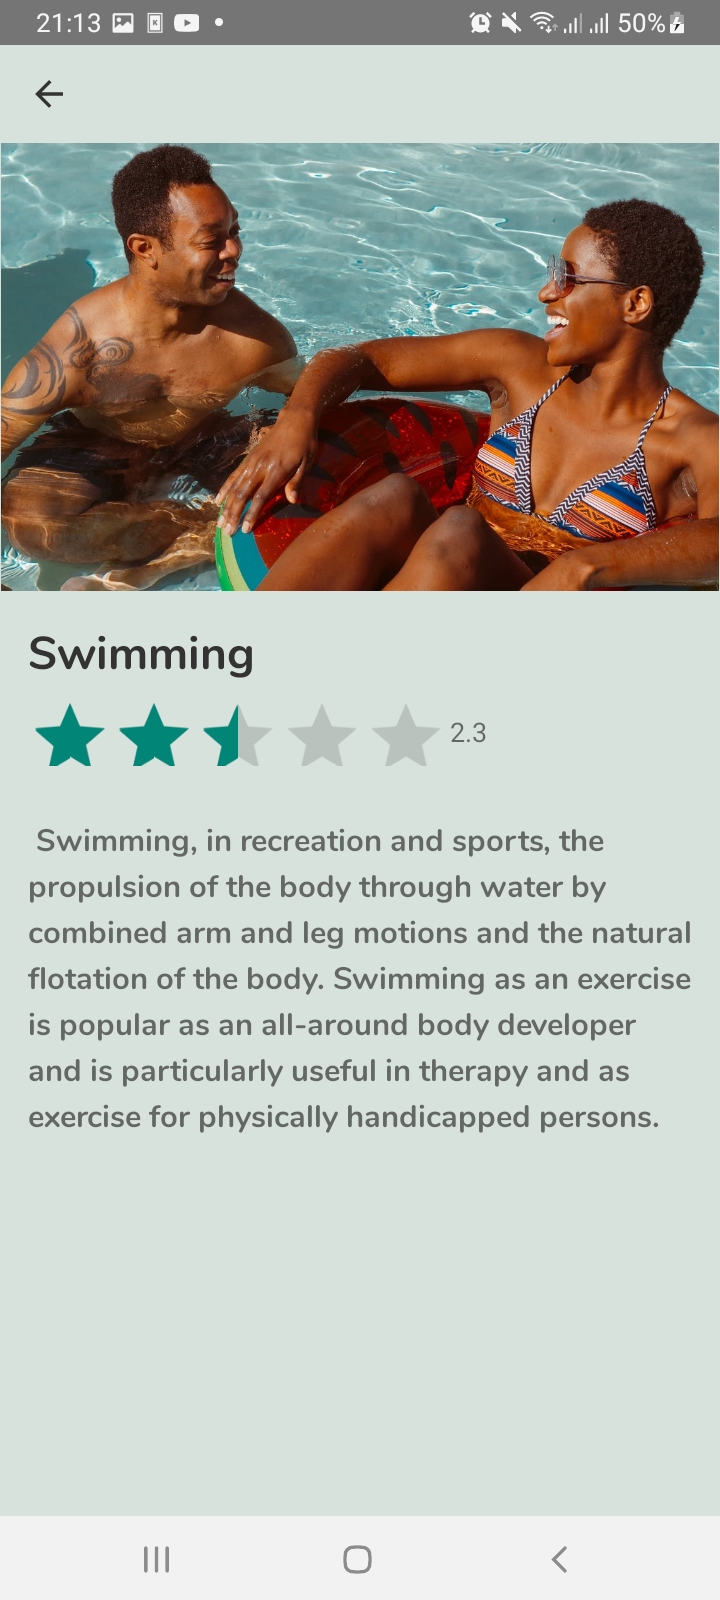 21:13 50%
Swimming
2.3
Swimming, in recreation and sports, the
propulsion of the body through water by
combined arm and leg motions and the natural
flotation of the body. Swimming as an exercise
is popular as an all-around body developer
and is particularly useful in therapy and as
exercise for physically handicapped persons.